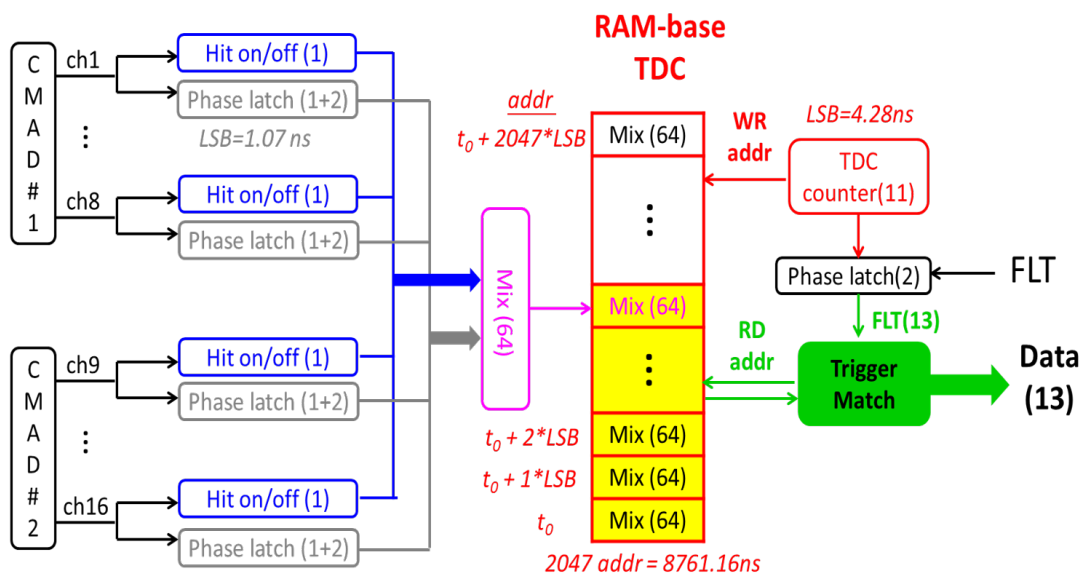 RAM-base
TDC
C
M
A
D
#
1
ch1
Hit on/off (1)
Phase latch (1+2)
LSB=1.07 ns
...
ch8
Hit on/off (1)
Phase latch (1+2)
C
M
A
D
#
2
ch9
Hit on/off (1)
Phase latch (1+2)
...
ch16
Hit on/off (1)
Phase latch (1+2)
Mix (64)
addr
t0 + 2047*LSB
Mix (64)
...
Mix (64)
...
t0 + 2*LSB
Mix (64)
t0 + 1*LSB
Mix (64)
t0
Mix (64)
2047 addr = 8761.16ns
WR
addr
LSB=4.28ns
TDC
counter(11)
Phase latch(2)
FLT
FLT(13)
RD
addr
Trigger
Match
Data
(13)